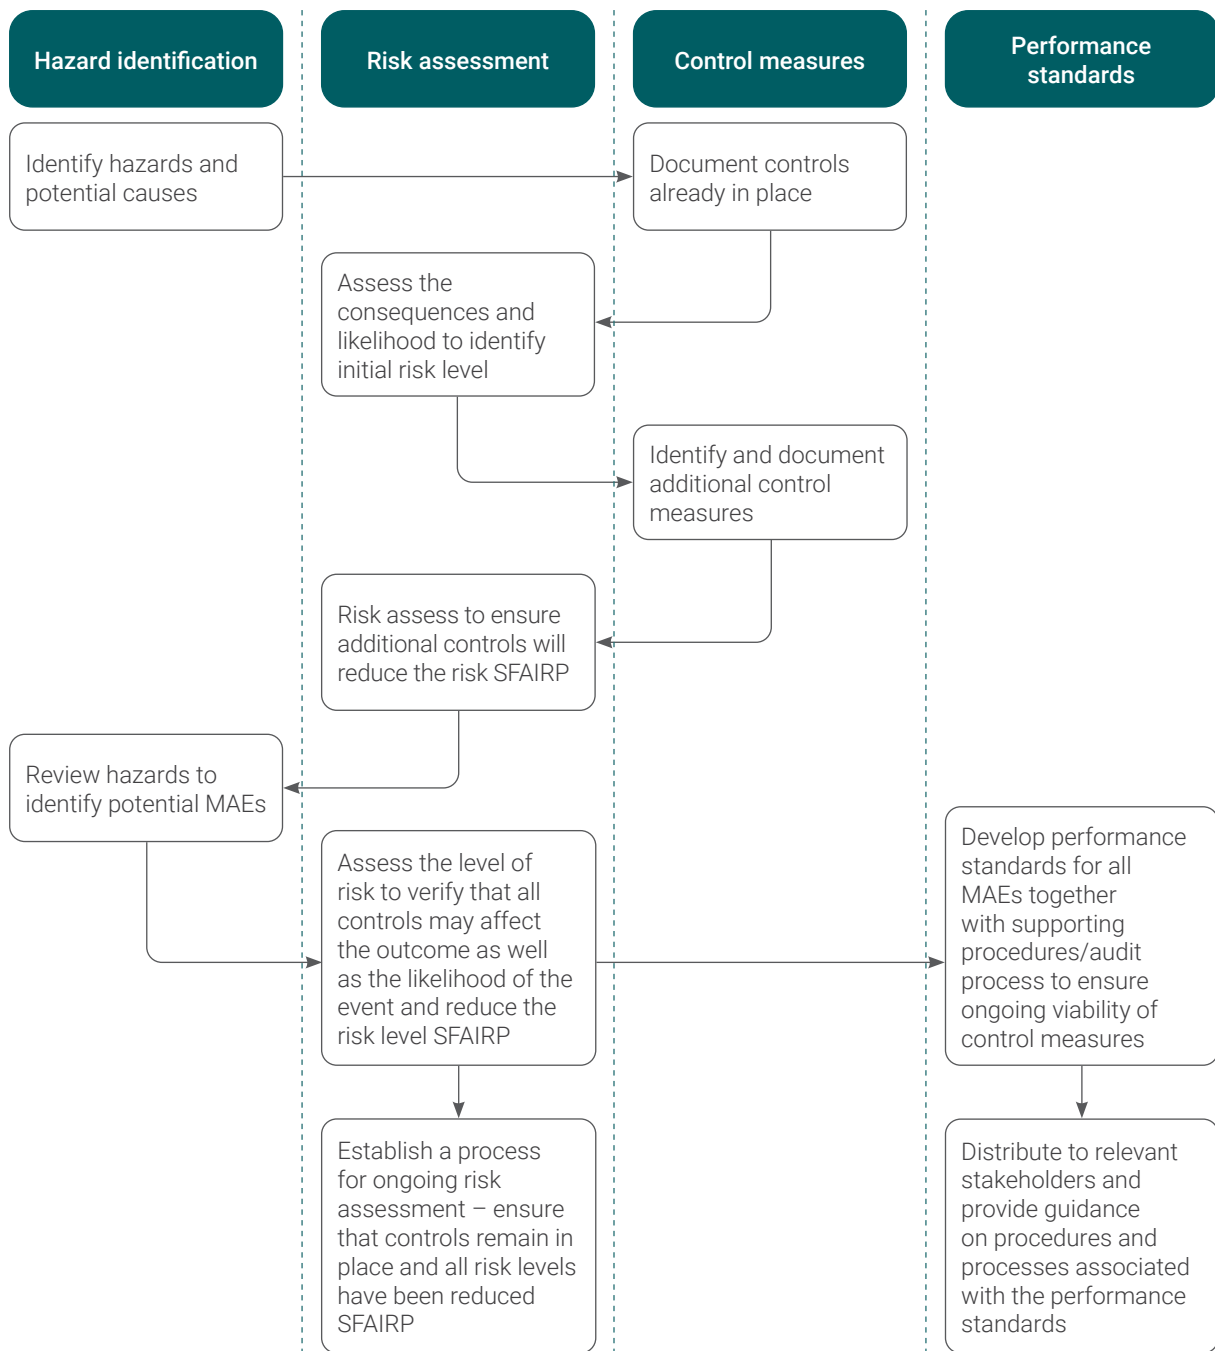 Hazard identification
Risk assessment
Control measures
Performance
standards
Identify hazards and
potential causes
Document controls
already in place
Assess the
consequences and
likelihood to identify
initial risk level
Identify and document
additional control
measures
Risk assess to ensure
additional controls will
reduce the risk SFAIRP
Review hazards to
identify potential MAEs
Assess the level of
risk to verify that all
controls may affect
the outcome as well
as the likelihood of the
event and reduce the
risk level SFAIRP
Develop performance
standards for all
MAEs together
with supporting
procedures/audit
process to ensure
ongoing viability of
control measures
Establish a process
for ongoing risk
assessment – ensure
that controls remain in
place and all risk levels
have been reduced
SFAIRP
Distribute to relevant
stakeholders and
provide guidance
on procedures and
processes associated
with the performance
standards